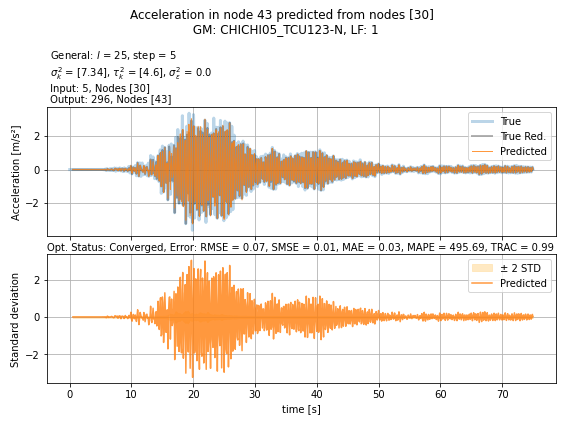 Acceleration in node 43 predicted from nodes [30]
GM: CHICHI05_TCU123-N, LF: 1
General: l = 25, step = 5
σ²ₖ = [7.34], τ²ₖ = [4.6], σ²ε = 0.0
Input: 5, Nodes [30]
Output: 296, Nodes [43]
Acceleration [m/s²]
2
0
−2
True
True Red.
Predicted
Opt. Status: Converged, Error: RMSE = 0.07, SMSE = 0.01, MAE = 0.03, MAPE = 495.69, TRAC = 0.99
Standard deviation
2
0
−2
± 2 STD
Predicted
0 10 20 30 40 50 60 70
time [s]